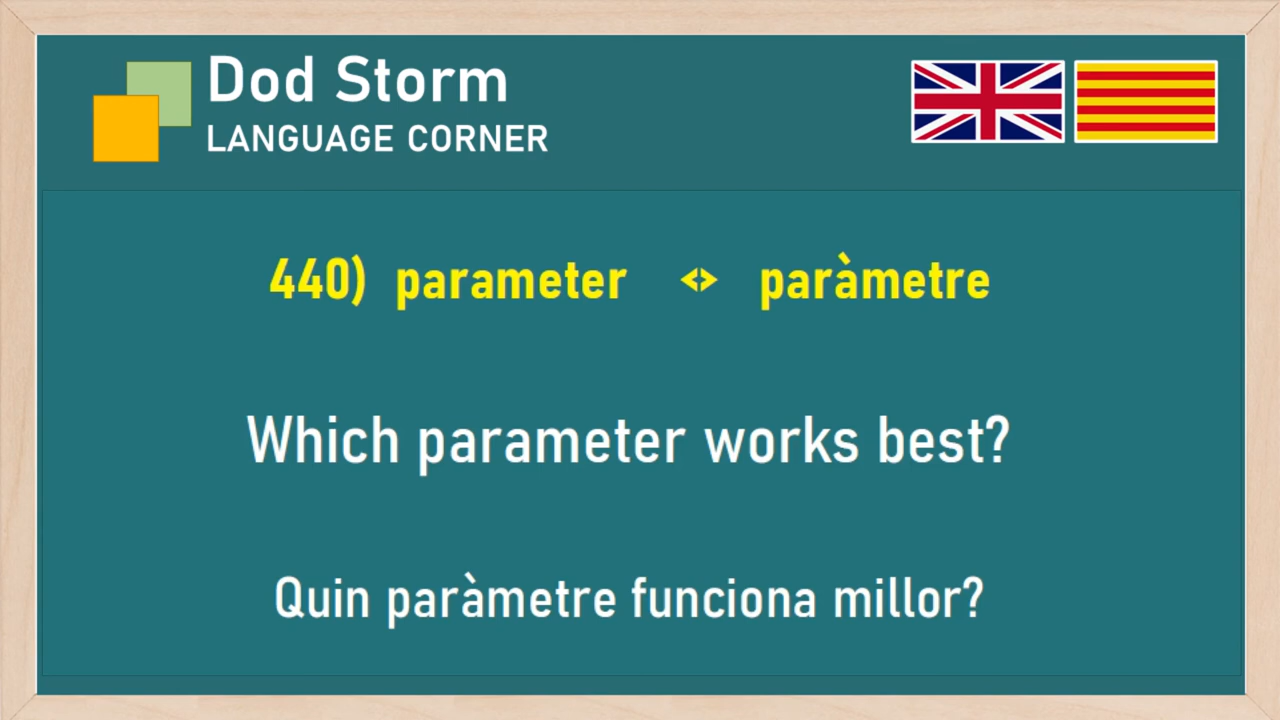 Dod Storm
LANGUAGE CORNER
440) parameter <> paràmetre
Which parameter works best?
Quin paràmetre funciona millor?